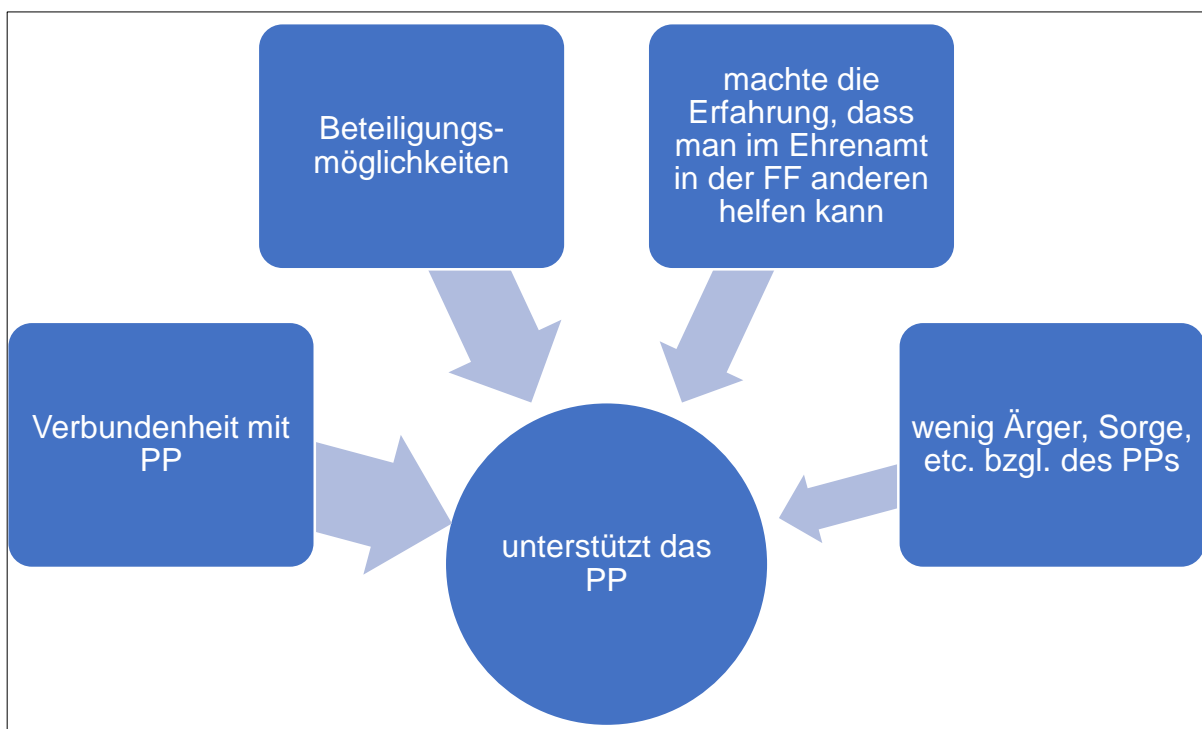 Beteiligungs-
möglichkeiten
machte die
Erfahrung, dass
man im Ehrenamt
in der FF anderen
helfen kann
Verbundenheit mit
PP
wenig Ärger, Sorge,
etc. bzgl. des PPs
unterstützt das
PP